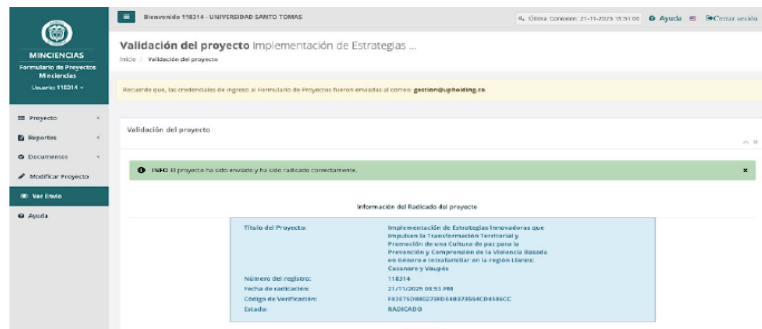 Bienvenido 118314 - UNIVERSIDAD SANTO TOMAS
Última Conexión: 21-11-2025 15:51:00
Ayuda
Cerrar sesión
MINCIENCIAS
Formulario de Proyectos
Minciencias
Usuario: 118314
Validación del proyecto Implementación de Estrategias ...
Inicio / Validación del proyecto
Recuerde que, las credenciales de ingreso al Formulario de Proyectos fueron enviadas al correo: gestion@upholding.co.
Proyecto
Reportes
Documentos
Modificar Proyecto
Ver Envio
Ayuda
Validación del proyecto
INFO El proyecto ha sido enviado y ha sido radicado correctamente.
Información del Radicado del proyecto
Título del Proyecto: Implementación de Estrategias Innovadoras que
impulsen la Transformación Territorial y
Promoción de una Cultura de paz para la
Prevención y Comprensión de la Violencia Basada
en Género e Intrafamiliar en la región Llanos:
Casanare y Vaupés
Número del registro: 118314
Fecha de radicación: 21/11/2025 03:53 PM
Código de Verificación:
Estado: RADICADO